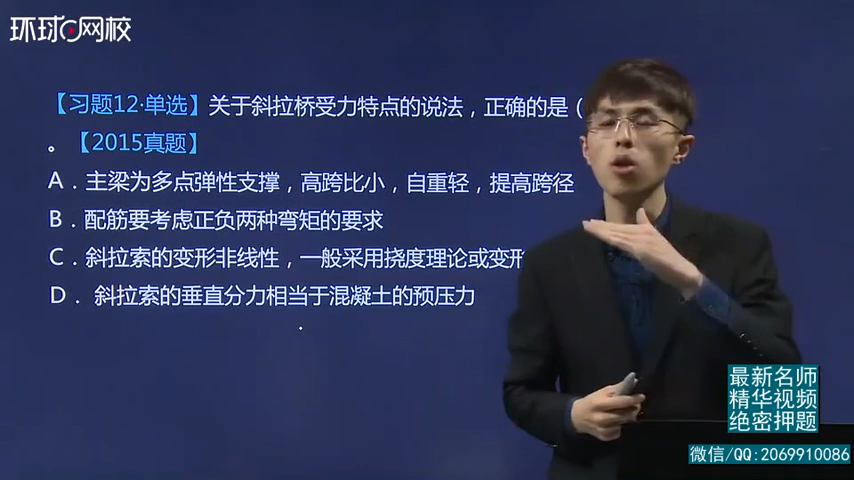 环球网校
【习题12·单选】关于斜拉桥受力特点的说法，正确的是（
。【2015真题】
A．主梁为多点弹性支撑，高跨比小，自重轻，提高跨径
B．配筋要考虑正负两种弯矩的要求
C．斜拉索的变形非线性，一般采用挠度理论或变形
D． 斜拉索的垂直分力相当于混凝土的预压力
最新名师
精华视频
绝密押题
微信/QQ:2069910086